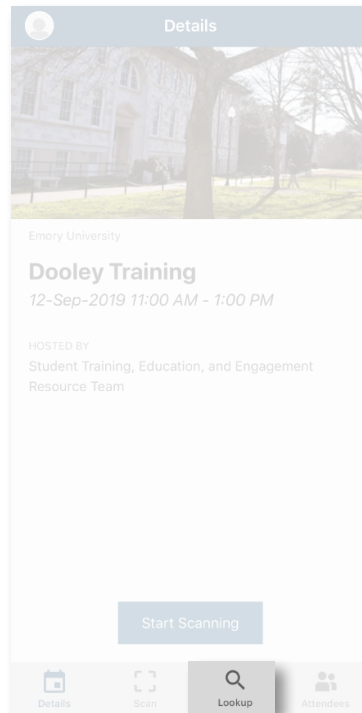 Details
Emory University
Dooley Training
12-Sep-2019 11:00 AM - 1:00 PM
HOSTED BY
Student Training, Education, and Engagement
Resource Team
Start Scanning
Details
Scan
Lookup
Attendees